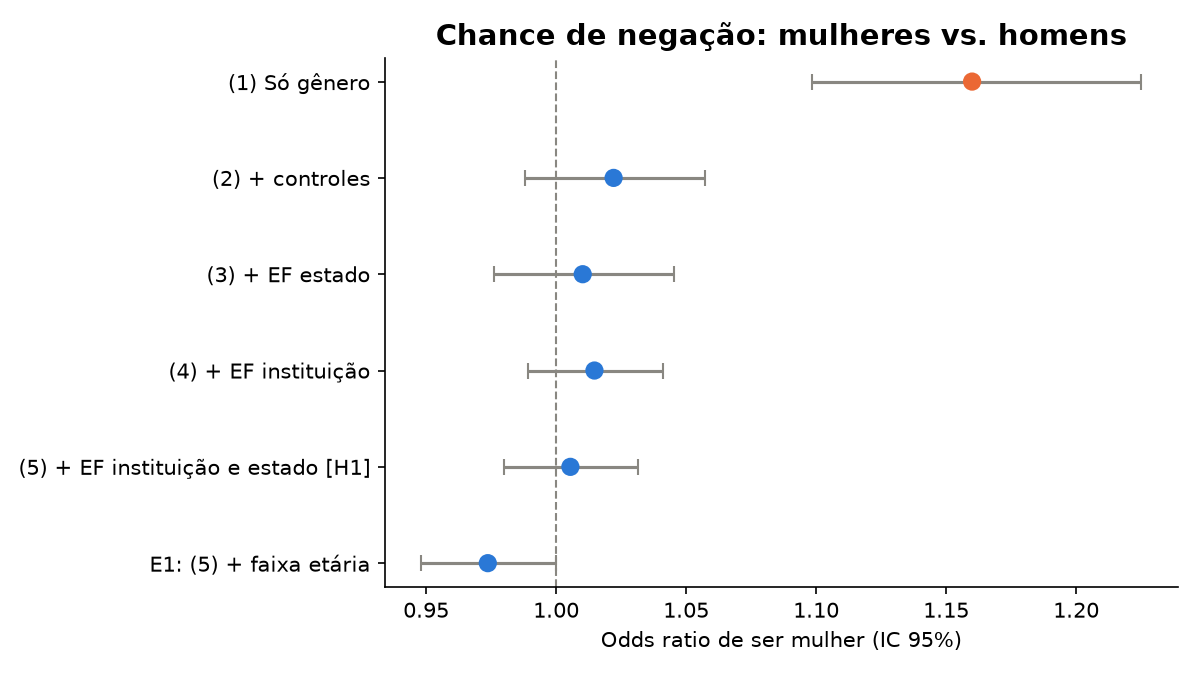 Chance de negação: mulheres vs. homens
(1) Só gênero
(2) + controles
(3) + EF estado
(4) + EF instituição
(5) + EF instituição e estado [H1]
E1: (5) + faixa etária
0.95 1.00 1.05 1.10 1.15 1.20
Odds ratio de ser mulher (IC 95%)